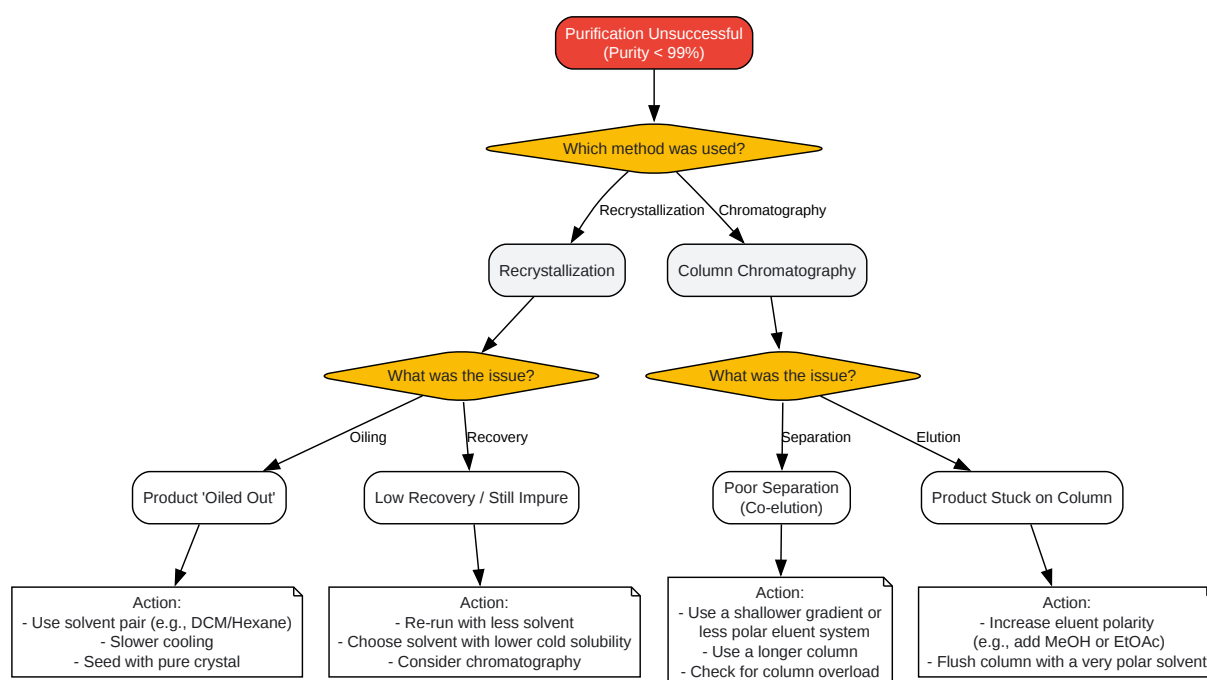 Purification Unsuccessful
(Purity < 99%)
Which method was used?
Recrystallization
Chromatography
Recrystallization
Column Chromatography
What was the issue?
What was the issue?
Oiling
Recovery
Separation
Elution
Product 'Oiled Out'
Low Recovery / Still Impure
Poor Separation
(Co-elution)
Product Stuck on Column
Action:
- Use solvent pair (e.g., DCM/Hexane)
- Slower cooling
- Seed with pure crystal
Action:
- Re-run with less solvent
- Choose solvent with lower cold solubility
- Consider chromatography
Action:
- Use a shallower gradient or
less polar eluent system
- Use a longer column
- Check for column overload
Action:
- Increase eluent polarity
(e.g., add MeOH or EtOAc)
- Flush column with a very polar solvent